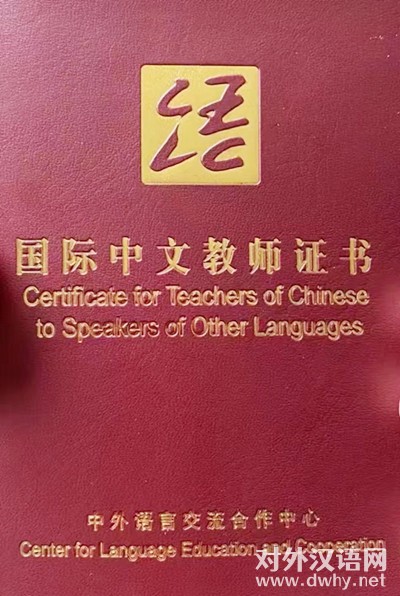 语
国际中文教师证书
Certificate for Teachers of Chinese
to Speakers of Other Languages
中外语言交流合作中心
Center for Language Education and Cooperation
对外汉语网
www.dwhy.net